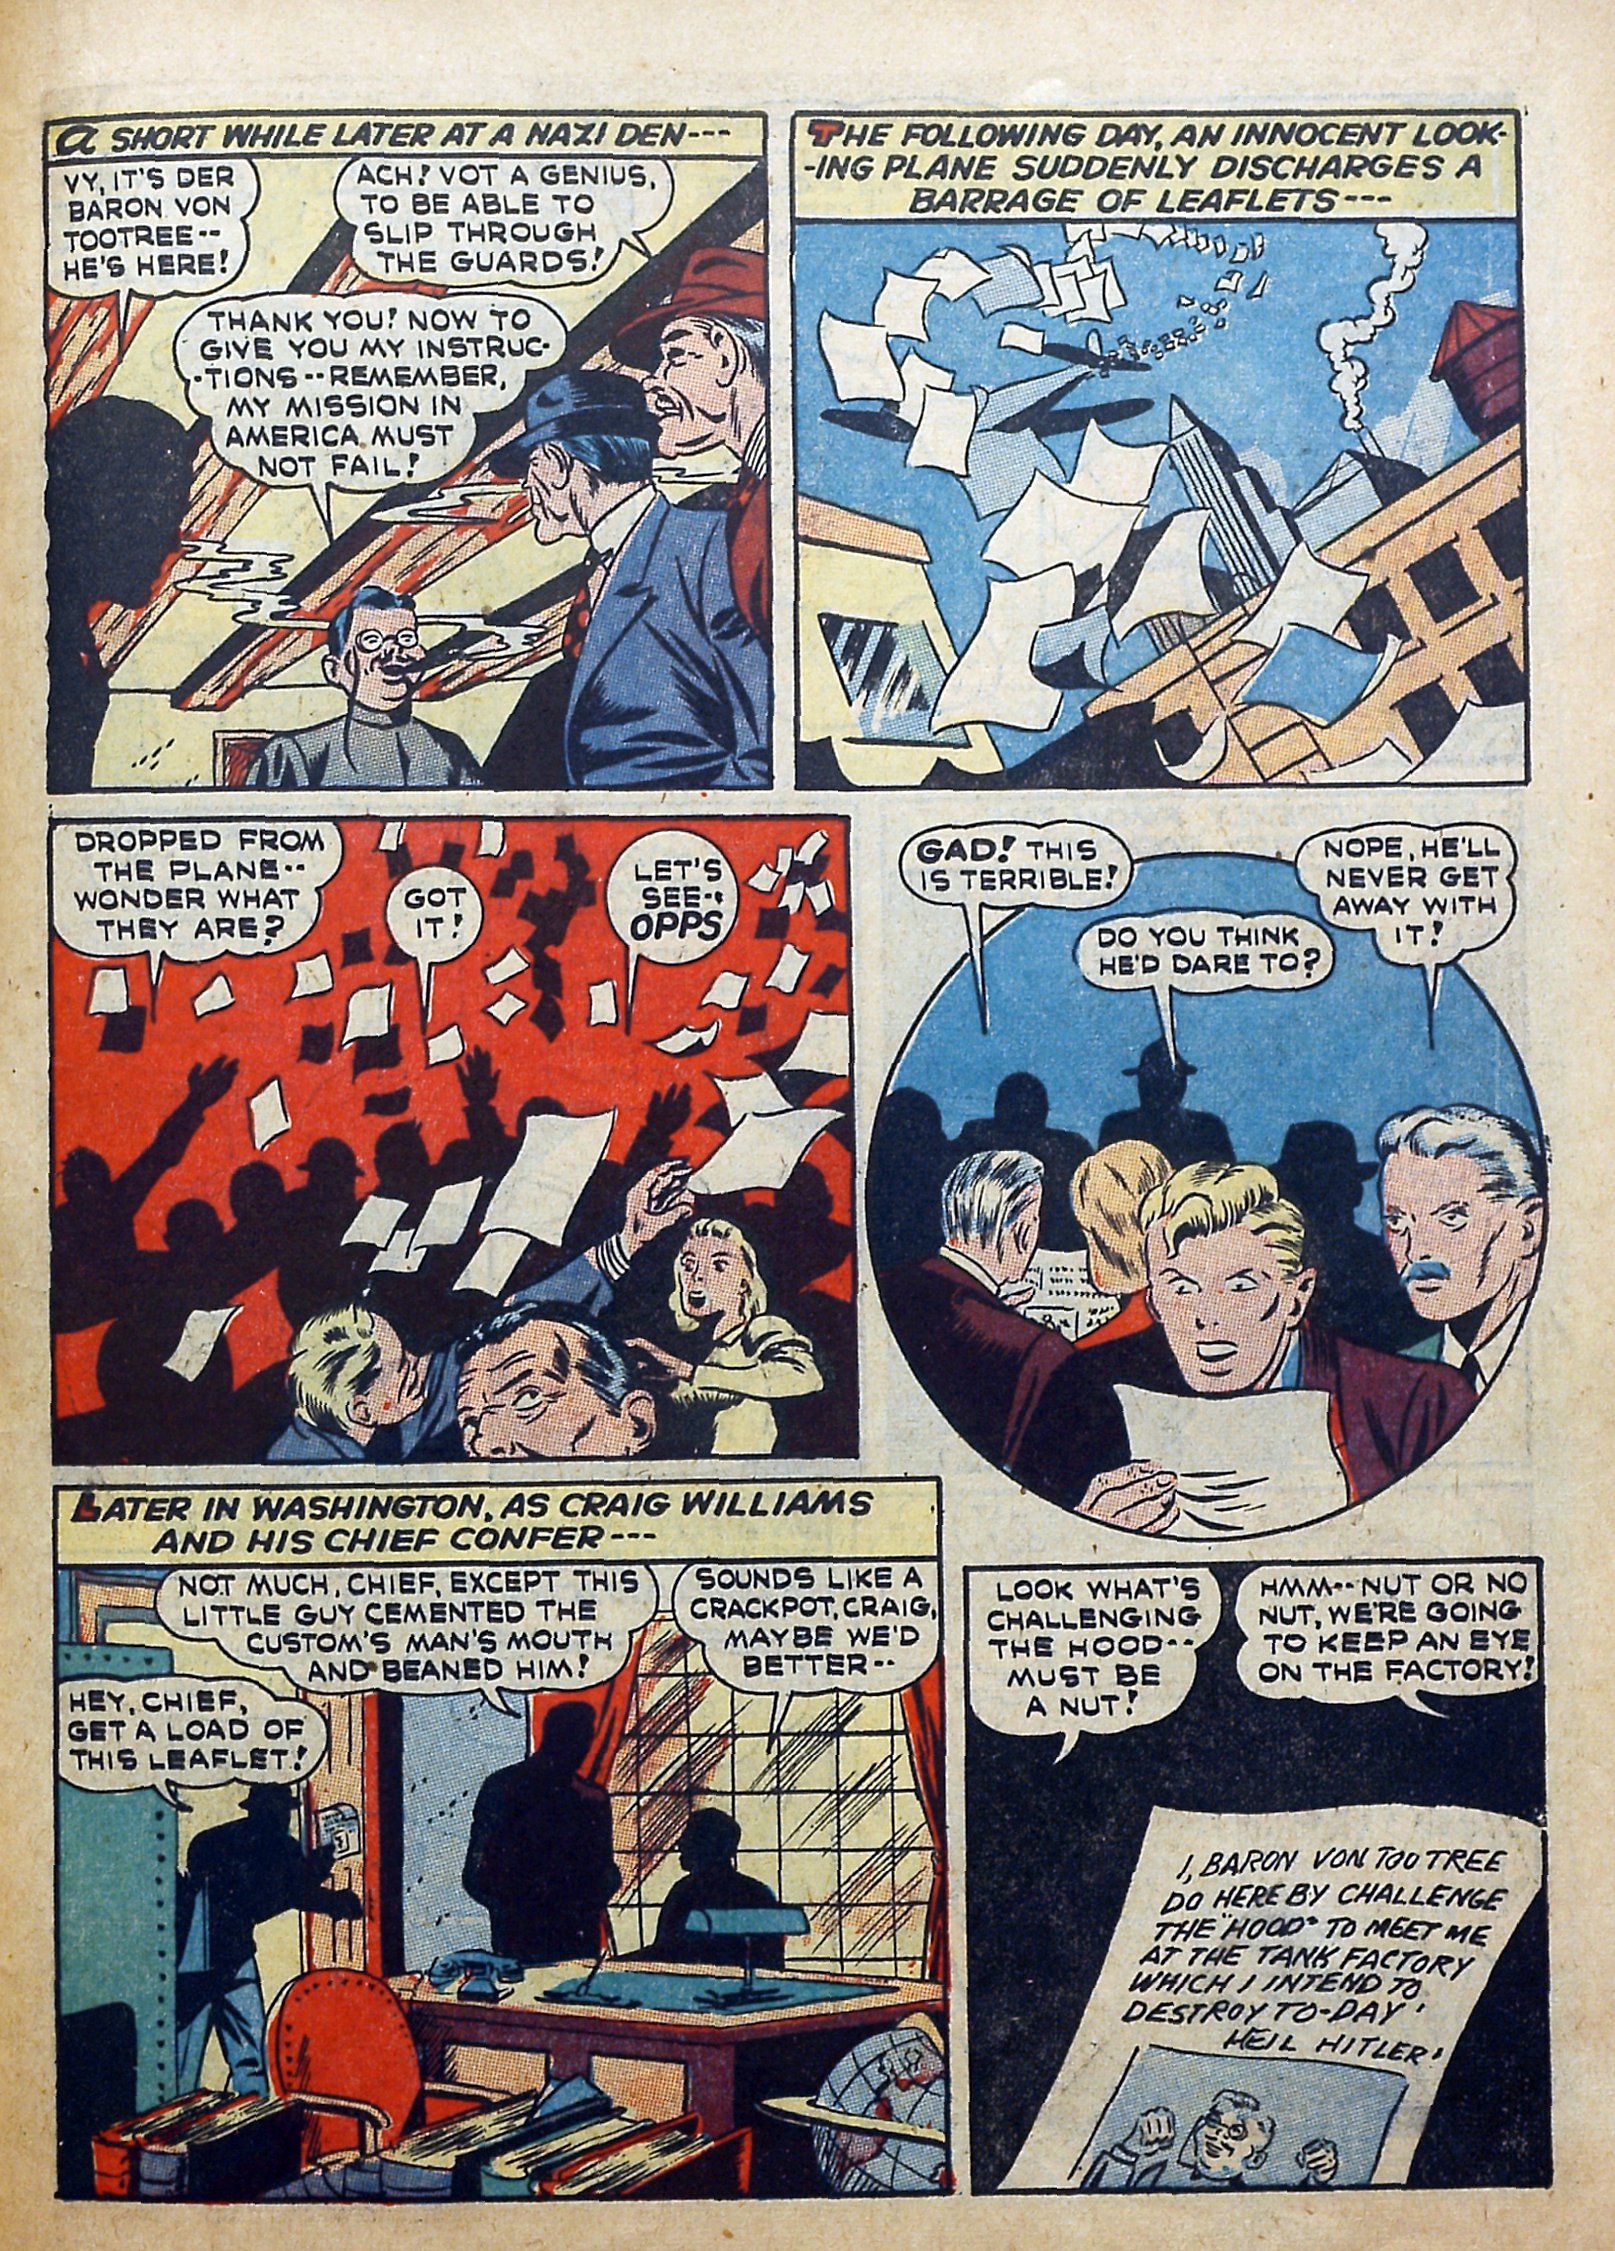 A SHORT WHILE LATER AT A NAZI DEN---
VY, IT'S DER
BARON VON
TOOTREE--
HE'S HERE!
ACH! VOT A GENIUS,
TO BE ABLE TO
SLIP THROUGH
THE GUARDS!
THANK YOU! NOW TO
GIVE YOU MY INSTRUC-
-TIONS--REMEMBER,
MY MISSION IN
AMERICA MUST
NOT FAIL!
THE FOLLOWING DAY, AN INNOCENT LOOK-
-ING PLANE SUDDENLY DISCHARGES A
BARRAGE OF LEAFLETS---
DROPPED FROM
THE PLANE--
WONDER WHAT
THEY ARE?
GOT
IT!
LET'S
SEE--
OPPS
GAD! THIS
IS TERRIBLE!
DO YOU THINK
HE'D DARE TO?
NOPE, HE'LL
NEVER GET
AWAY WITH
IT!
LATER IN WASHINGTON, AS CRAIG WILLIAMS
AND HIS CHIEF CONFER---
NOT MUCH, CHIEF, EXCEPT THIS
LITTLE GUY CEMENTED THE
CUSTOM'S MAN'S MOUTH
AND BEANED HIM!
SOUNDS LIKE A
CRACKPOT, CRAIG,
MAYBE WE'D
BETTER--
HEY, CHIEF,
GET A LOAD OF
THIS LEAFLET!
LOOK WHAT'S
CHALLENGING
THE HOOD--
MUST BE
A NUT!
HMM--NUT OR NO
NUT, WE'RE GOING
TO KEEP AN EYE
ON THE FACTORY!
I, BARON VON TOOTREE
DO HEREBY CHALLENGE
THE "HOOD" TO MEET ME
AT THE TANK FACTORY
WHICH I INTEND TO
DESTROY TO-DAY!
HEIL HITLER!